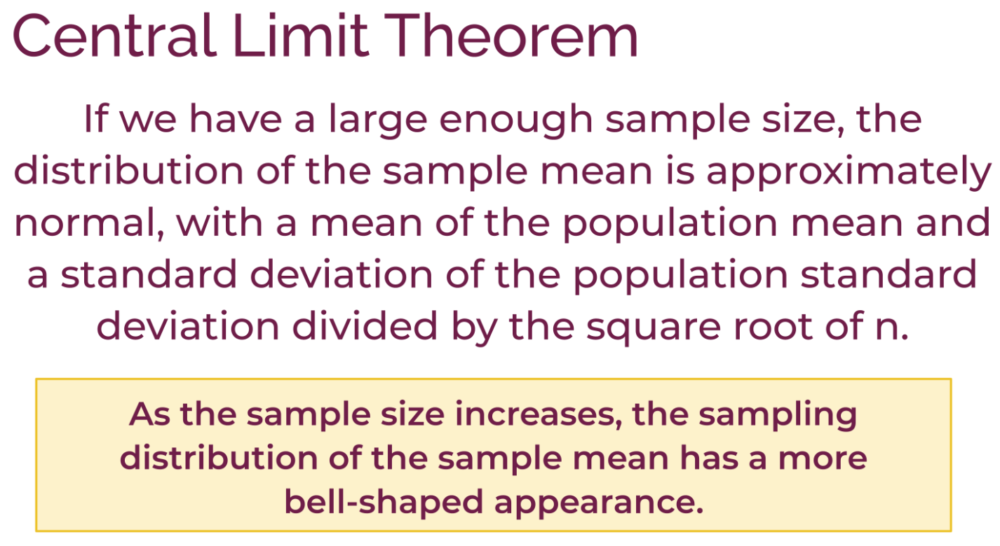 Central Limit Theorem
If we have a large enough sample size, the
distribution of the sample mean is approximately
normal, with a mean of the population mean and
a standard deviation of the population standard
deviation divided by the square root of n.
As the sample size increases, the sampling
distribution of the sample mean has a more
bell-shaped appearance.